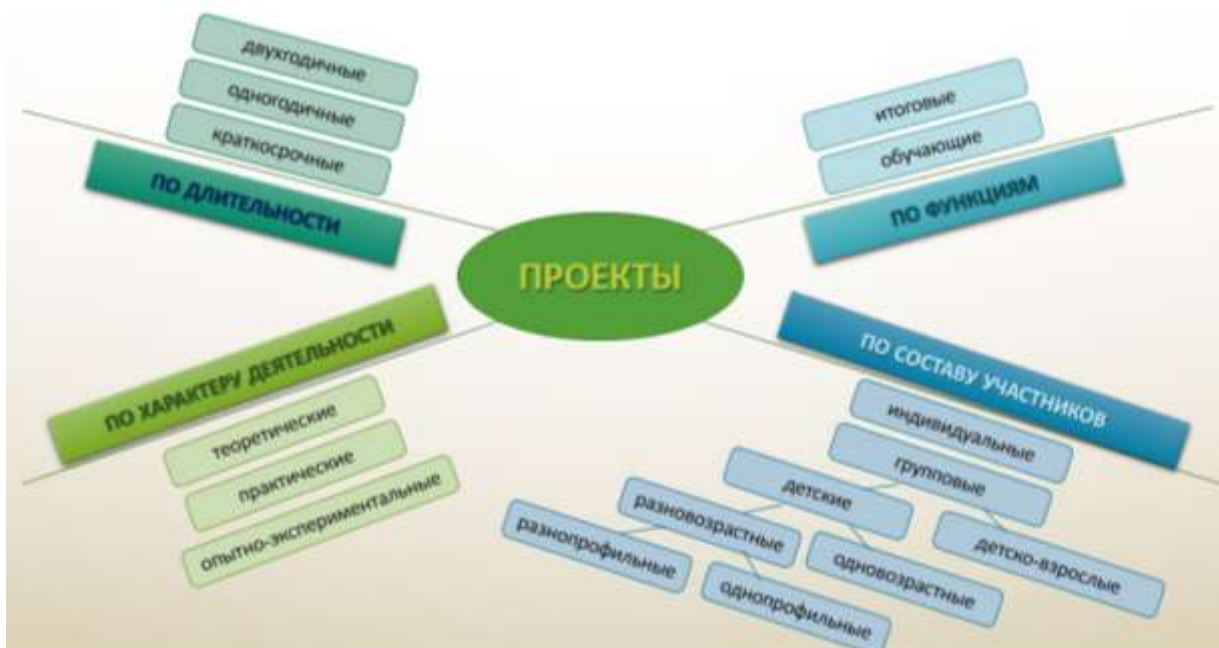 двухгодичные
одногодичные
краткосрочные
ПО ДЛИТЕЛЬНОСТИ
итоговые
обучающие
ПО ФУНКЦИЯМ
ПРОЕКТЫ
ПО ХАРАКТЕРУ ДЕЯТЕЛЬНОСТИ
теоретические
практические
опытно-экспериментальные
ПО СОСТАВУ УЧАСТНИКОВ
индивидуальные
групповые
детские
детско-взрослые
разновозрастные
одновозрастные
разнопрофильные
однопрофильные